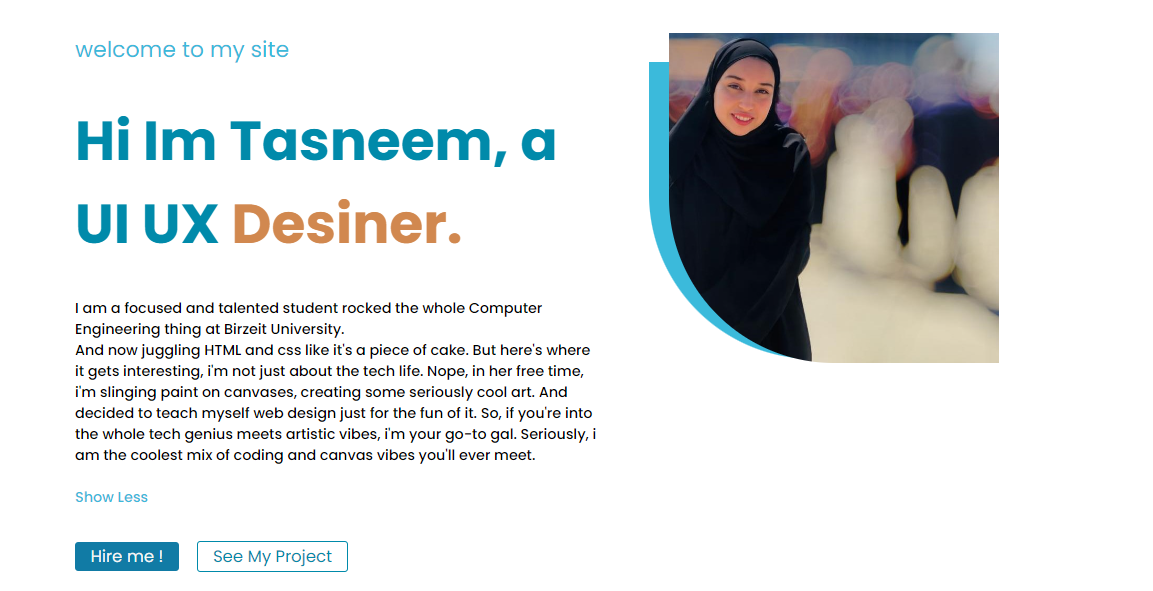 welcome to my site
Hi Im Tasneem, a
UI UX Desiner.
I am a focused and talented student rocked the whole Computer
Engineering thing at Birzeit University.
And now juggling HTML and css like it's a piece of cake. But here's where
it gets interesting, i'm not just about the tech life. Nope, in her free time,
i'm slinging paint on canvases, creating some seriously cool art. And
decided to teach myself web design just for the fun of it. So, if you're into
the whole tech genius meets artistic vibes, i'm your go-to gal. Seriously, i
am the coolest mix of coding and canvas vibes you'll ever meet.
Show Less
Hire me !
See My Project